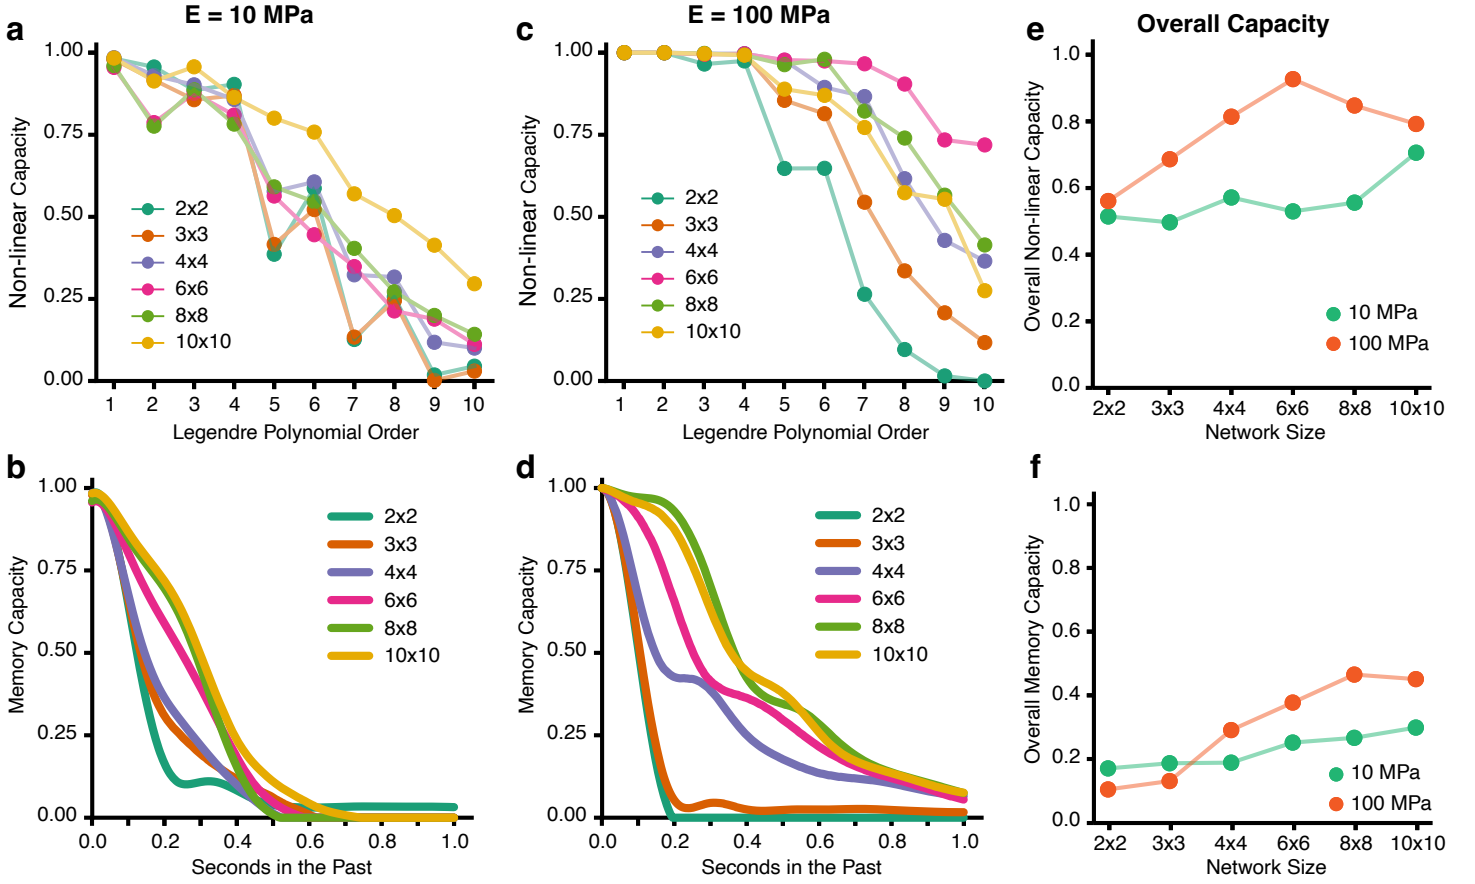 a
E = 10 MPa
1.00
0.75
0.50
0.25
0.00
Non-linear Capacity
2x2
3x3
4x4
6x6
8x8
10x10
1 2 3 4 5 6 7 8 9 10
Legendre Polynomial Order
c
E = 100 MPa
1.00
0.75
0.50
0.25
0.00
Non-linear Capacity
2x2
3x3
4x4
6x6
8x8
10x10
1 2 3 4 5 6 7 8 9 10
Legendre Polynomial Order
e
Overall Capacity
1.0
0.8
0.6
0.4
0.2
0.0
Overall Non-linear Capacity
10 MPa
100 MPa
2x2 3x3 4x4 6x6 8x8 10x10
Network Size
b
1.00
0.75
0.50
0.25
0.00
Memory Capacity
2x2
3x3
4x4
6x6
8x8
10x10
0.0 0.2 0.4 0.6 0.8 1.0
Seconds in the Past
d
1.00
0.75
0.50
0.25
0.00
Memory Capacity
2x2
3x3
4x4
6x6
8x8
10x10
0.0 0.2 0.4 0.6 0.8 1.0
Seconds in the Past
f
1.0
0.8
0.6
0.4
0.2
0.0
Overall Memory Capacity
10 MPa
100 MPa
2x2 3x3 4x4 6x6 8x8 10x10
Network Size